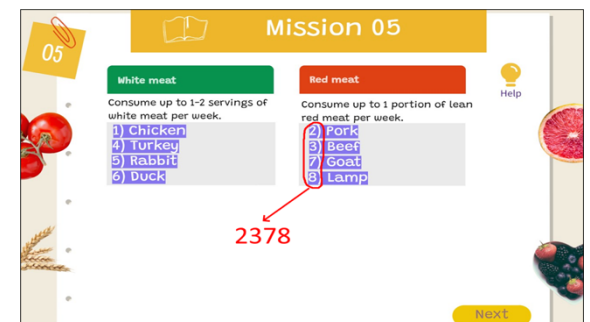 Mission 05
05
Help
White meat
Consume up to 1-2 servings of
white meat per week.
1) Chicken
4) Turkey
5) Rabbit
6) Duck
Red meat
Consume up to 1 portion of lean
red meat per week.
2) Pork
3) Beef
7) Goat
8) Lamp
2378
Next